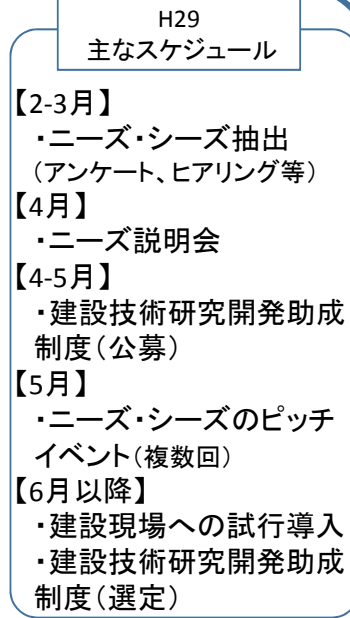 H29
主なスケジュール
【2-3月】
・ニーズ・シーズ抽出
（アンケート、ヒアリング等）
【4月】
・ニーズ説明会
【4-5月】
・建設技術研究開発助成
制度（公募）
【5月】
・ニーズ・シーズのピッチ
イベント（複数回）
【6月以降】
・建設現場への試行導入
・建設技術研究開発助成
制度（選定）